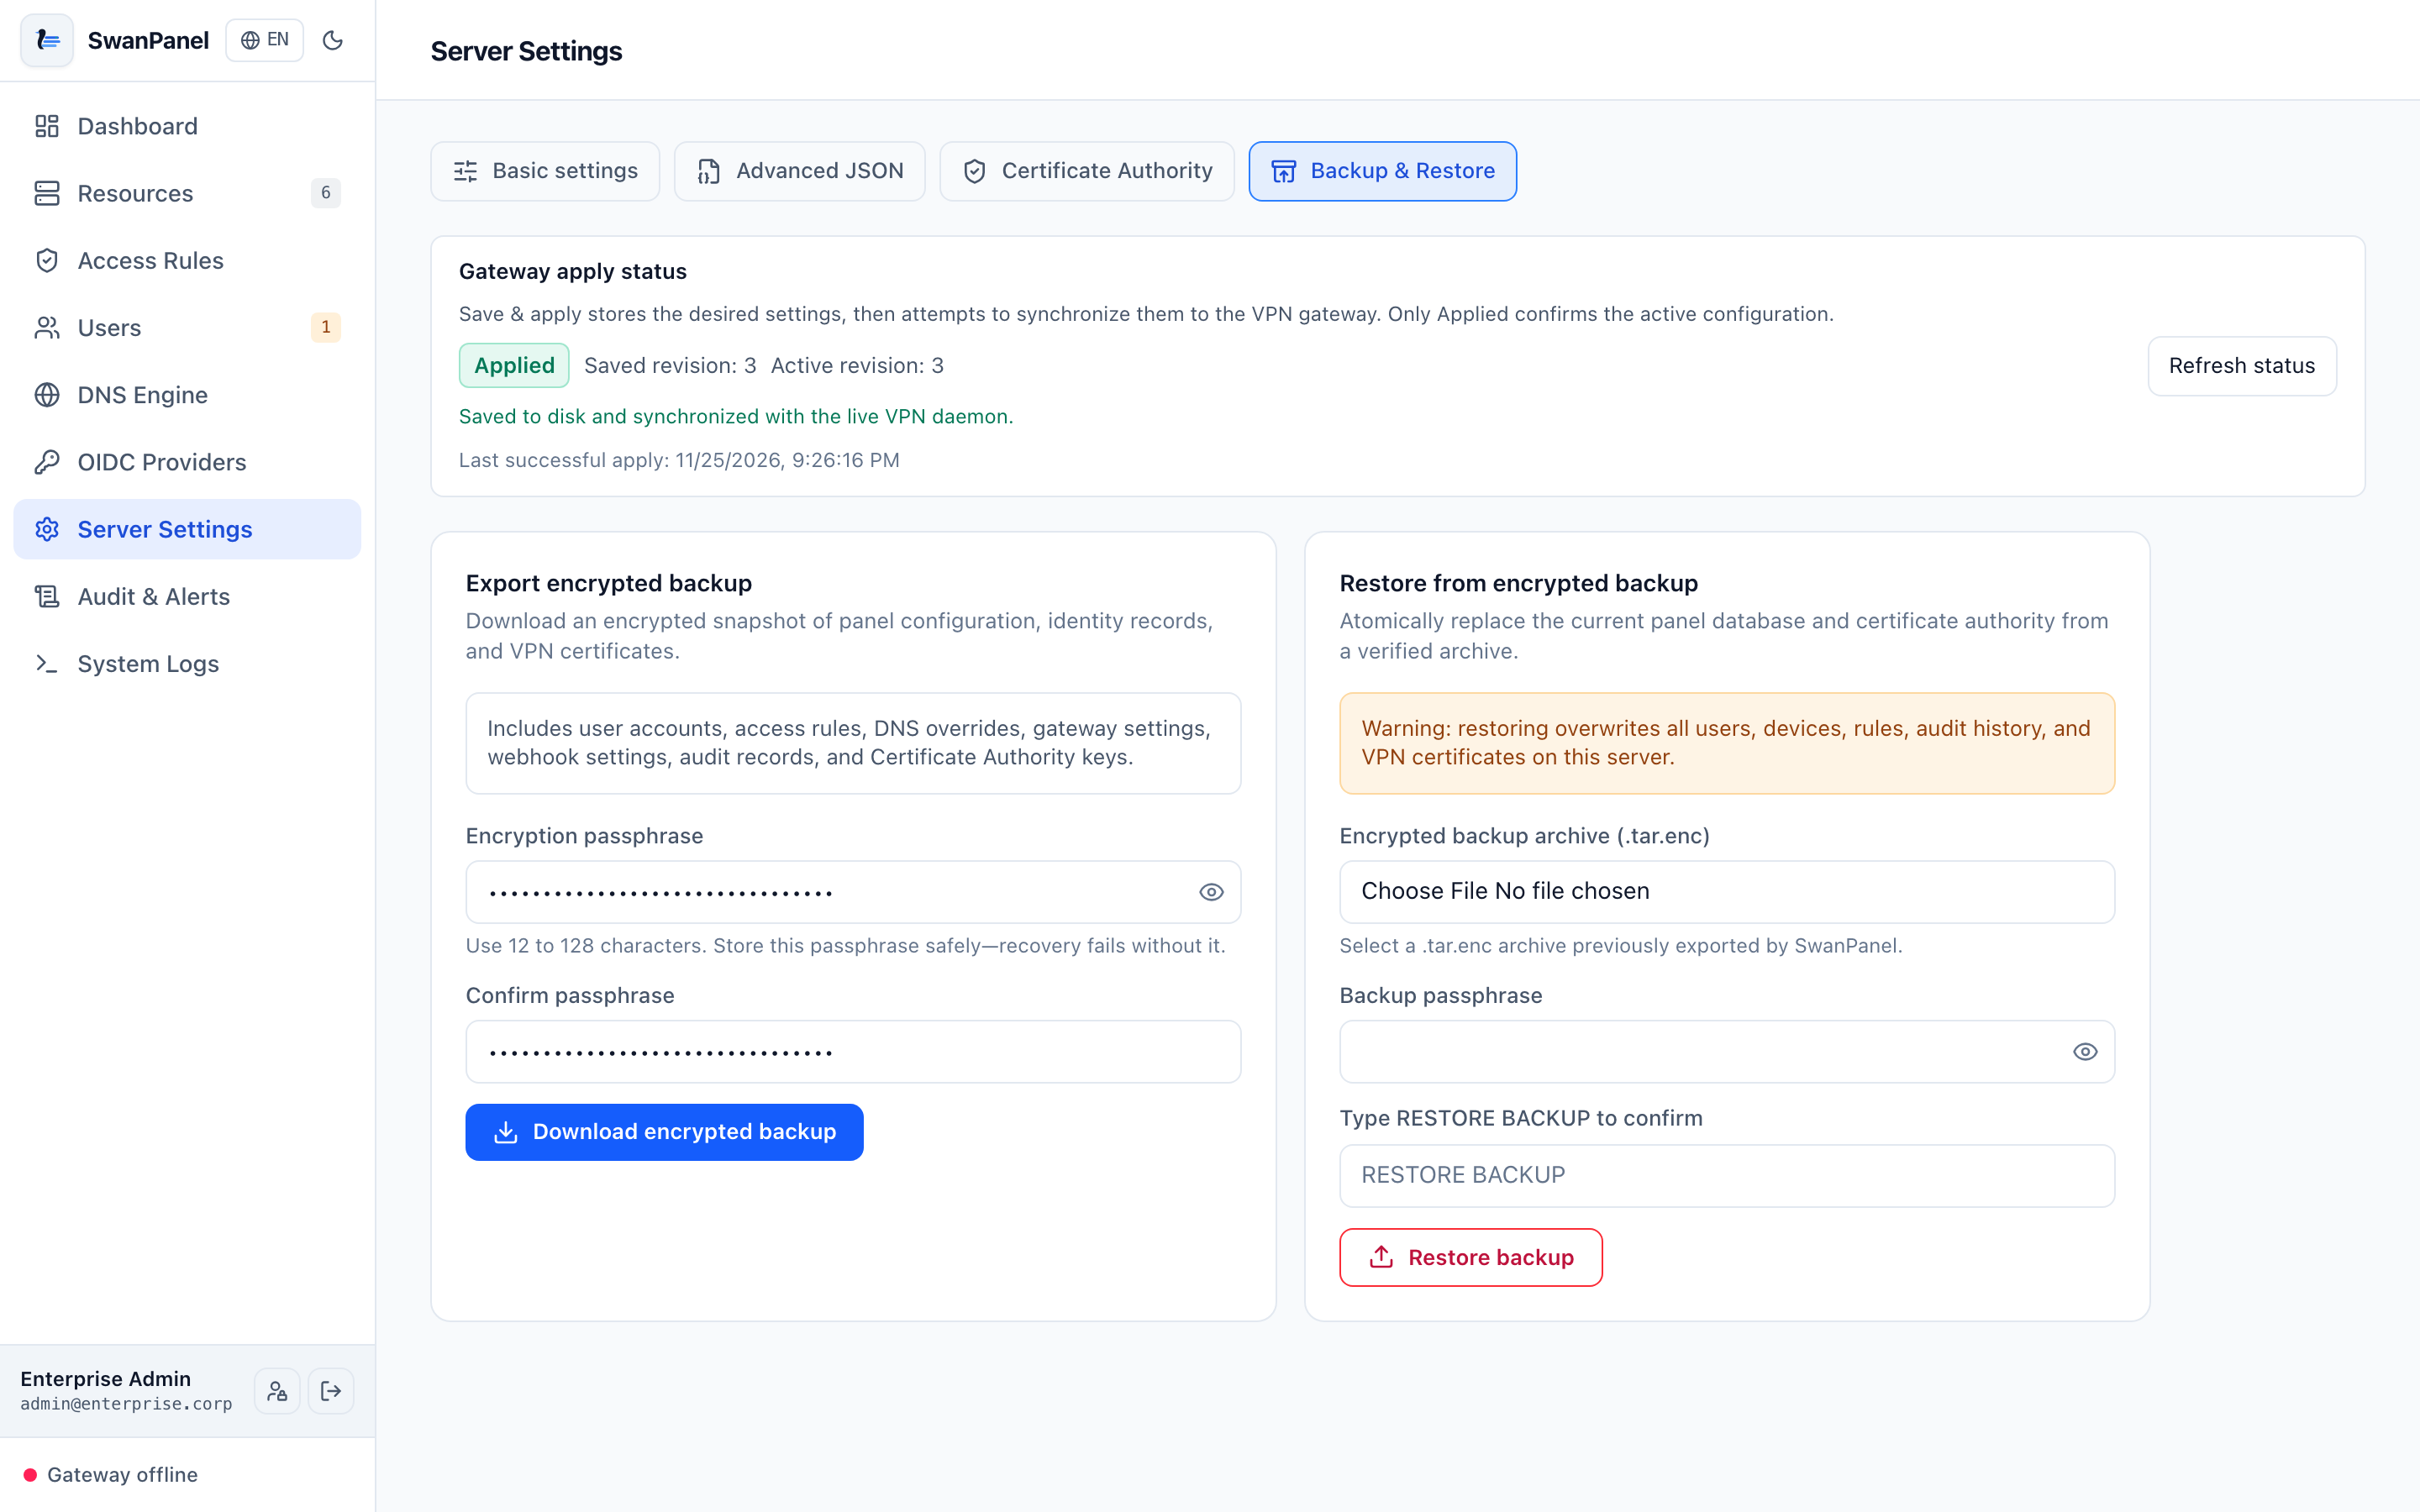 SwanPanel
EN
Dashboard
Resources
6
Access Rules
Users
1
DNS Engine
OIDC Providers
Server Settings
Audit & Alerts
System Logs
Enterprise Admin
admin@enterprise.corp
Gateway offline
Server Settings
Basic settings
Advanced JSON
Certificate Authority
Backup & Restore
Gateway apply status
Save & apply stores the desired settings, then attempts to synchronize them to the VPN gateway. Only Applied confirms the active configuration.
Applied Saved revision: 3 Active revision: 3
Refresh status
Saved to disk and synchronized with the live VPN daemon.
Last successful apply: 11/25/2026, 9:26:16 PM
Export encrypted backup
Download an encrypted snapshot of panel configuration, identity records,
and VPN certificates.
Includes user accounts, access rules, DNS overrides, gateway settings,
webhook settings, audit records, and Certificate Authority keys.
Encryption passphrase
••••••••••••••••••••••••••••••••
Use 12 to 128 characters. Store this passphrase safely—recovery fails without it.
Confirm passphrase
••••••••••••••••••••••••••••••••
Download encrypted backup
Restore from encrypted backup
Atomically replace the current panel database and certificate authority from
a verified archive.
Warning: restoring overwrites all users, devices, rules, audit history, and
VPN certificates on this server.
Encrypted backup archive (.tar.enc)
Choose File No file chosen
Select a .tar.enc archive previously exported by SwanPanel.
Backup passphrase
Type RESTORE BACKUP to confirm
RESTORE BACKUP
Restore backup